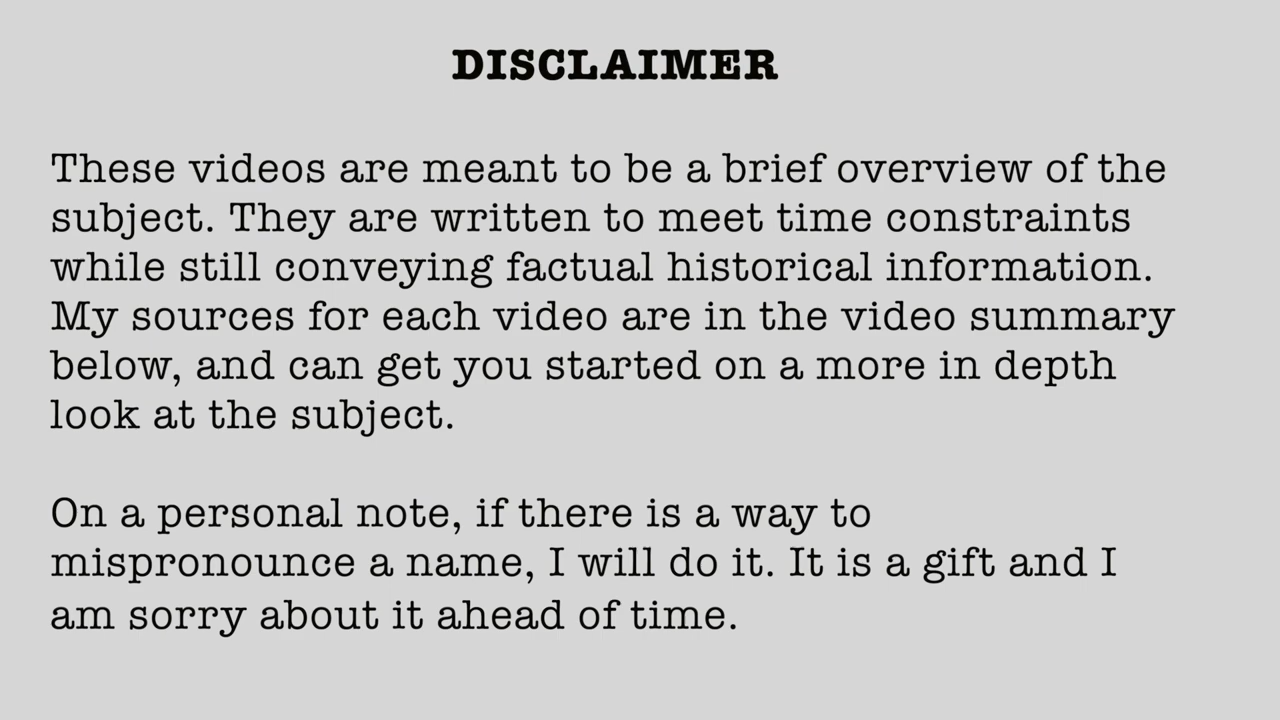 DISCLAIMER
These videos are meant to be a brief overview of the
subject. They are written to meet time constraints
while still conveying factual historical information.
My sources for each video are in the video summary
below, and can get you started on a more in depth
look at the subject.
On a personal note, if there is a way to
mispronounce a name, I will do it. It is a gift and I
am sorry about it ahead of time.